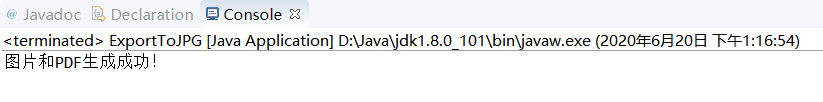 @ Javadoc Declaration Console
<terminated> ExportToJPG [Java Application] D:\Java\jdk1.8.0_101\bin\javaw.exe (2020年6月20日 下午1:16:54)
图片和PDF生成成功!